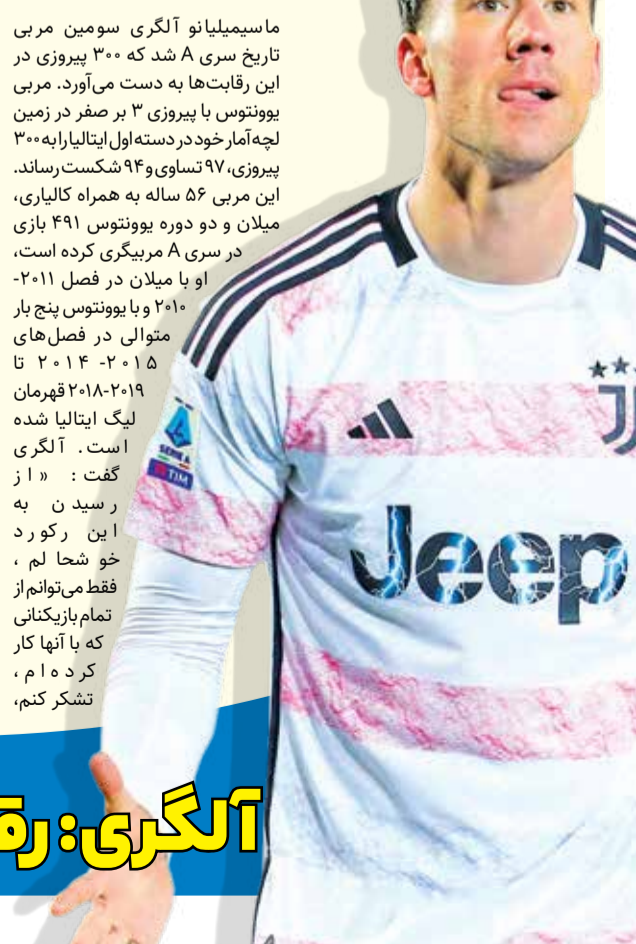 ماسیمیلیانو آلگری سومین مربی
تاریخ سری A شد که ۳۰۰ پیروزی در
این رقابت‌ها به دست می‌آورد. مربی
یوونتوس با پیروزی ۳ بر صفر در زمین
لچه آمار خود در دسته اول ایتالیا را به ۳۰۰
پیروزی، ۹۷ تساوی و ۹۴ شکست رساند.
این مربی ۵۶ ساله به همراه کالیاری،
میلان و دو دوره یوونتوس ۴۹۱ بازی
در سری A مربیگری کرده است،
او با میلان در فصل ۲۰۱۱-
۲۰۱۰ و با یوونتوس پنج بار
متوالی در فصل‌های
۲۰۱۵-۲۰۱۴ تا
۲۰۱۹-۲۰۱۸ قهرمان
لیگ ایتالیا شده
است. آلگری
گفت: «از
رسیدن به
این رکورد
خوشحالم،
فقط می‌توانم از
تمام بازیکنانی
که با آنها کار
کرده‌ام،
تشکر کنم،
SERIE A
TIM
Jeep
آلگری: